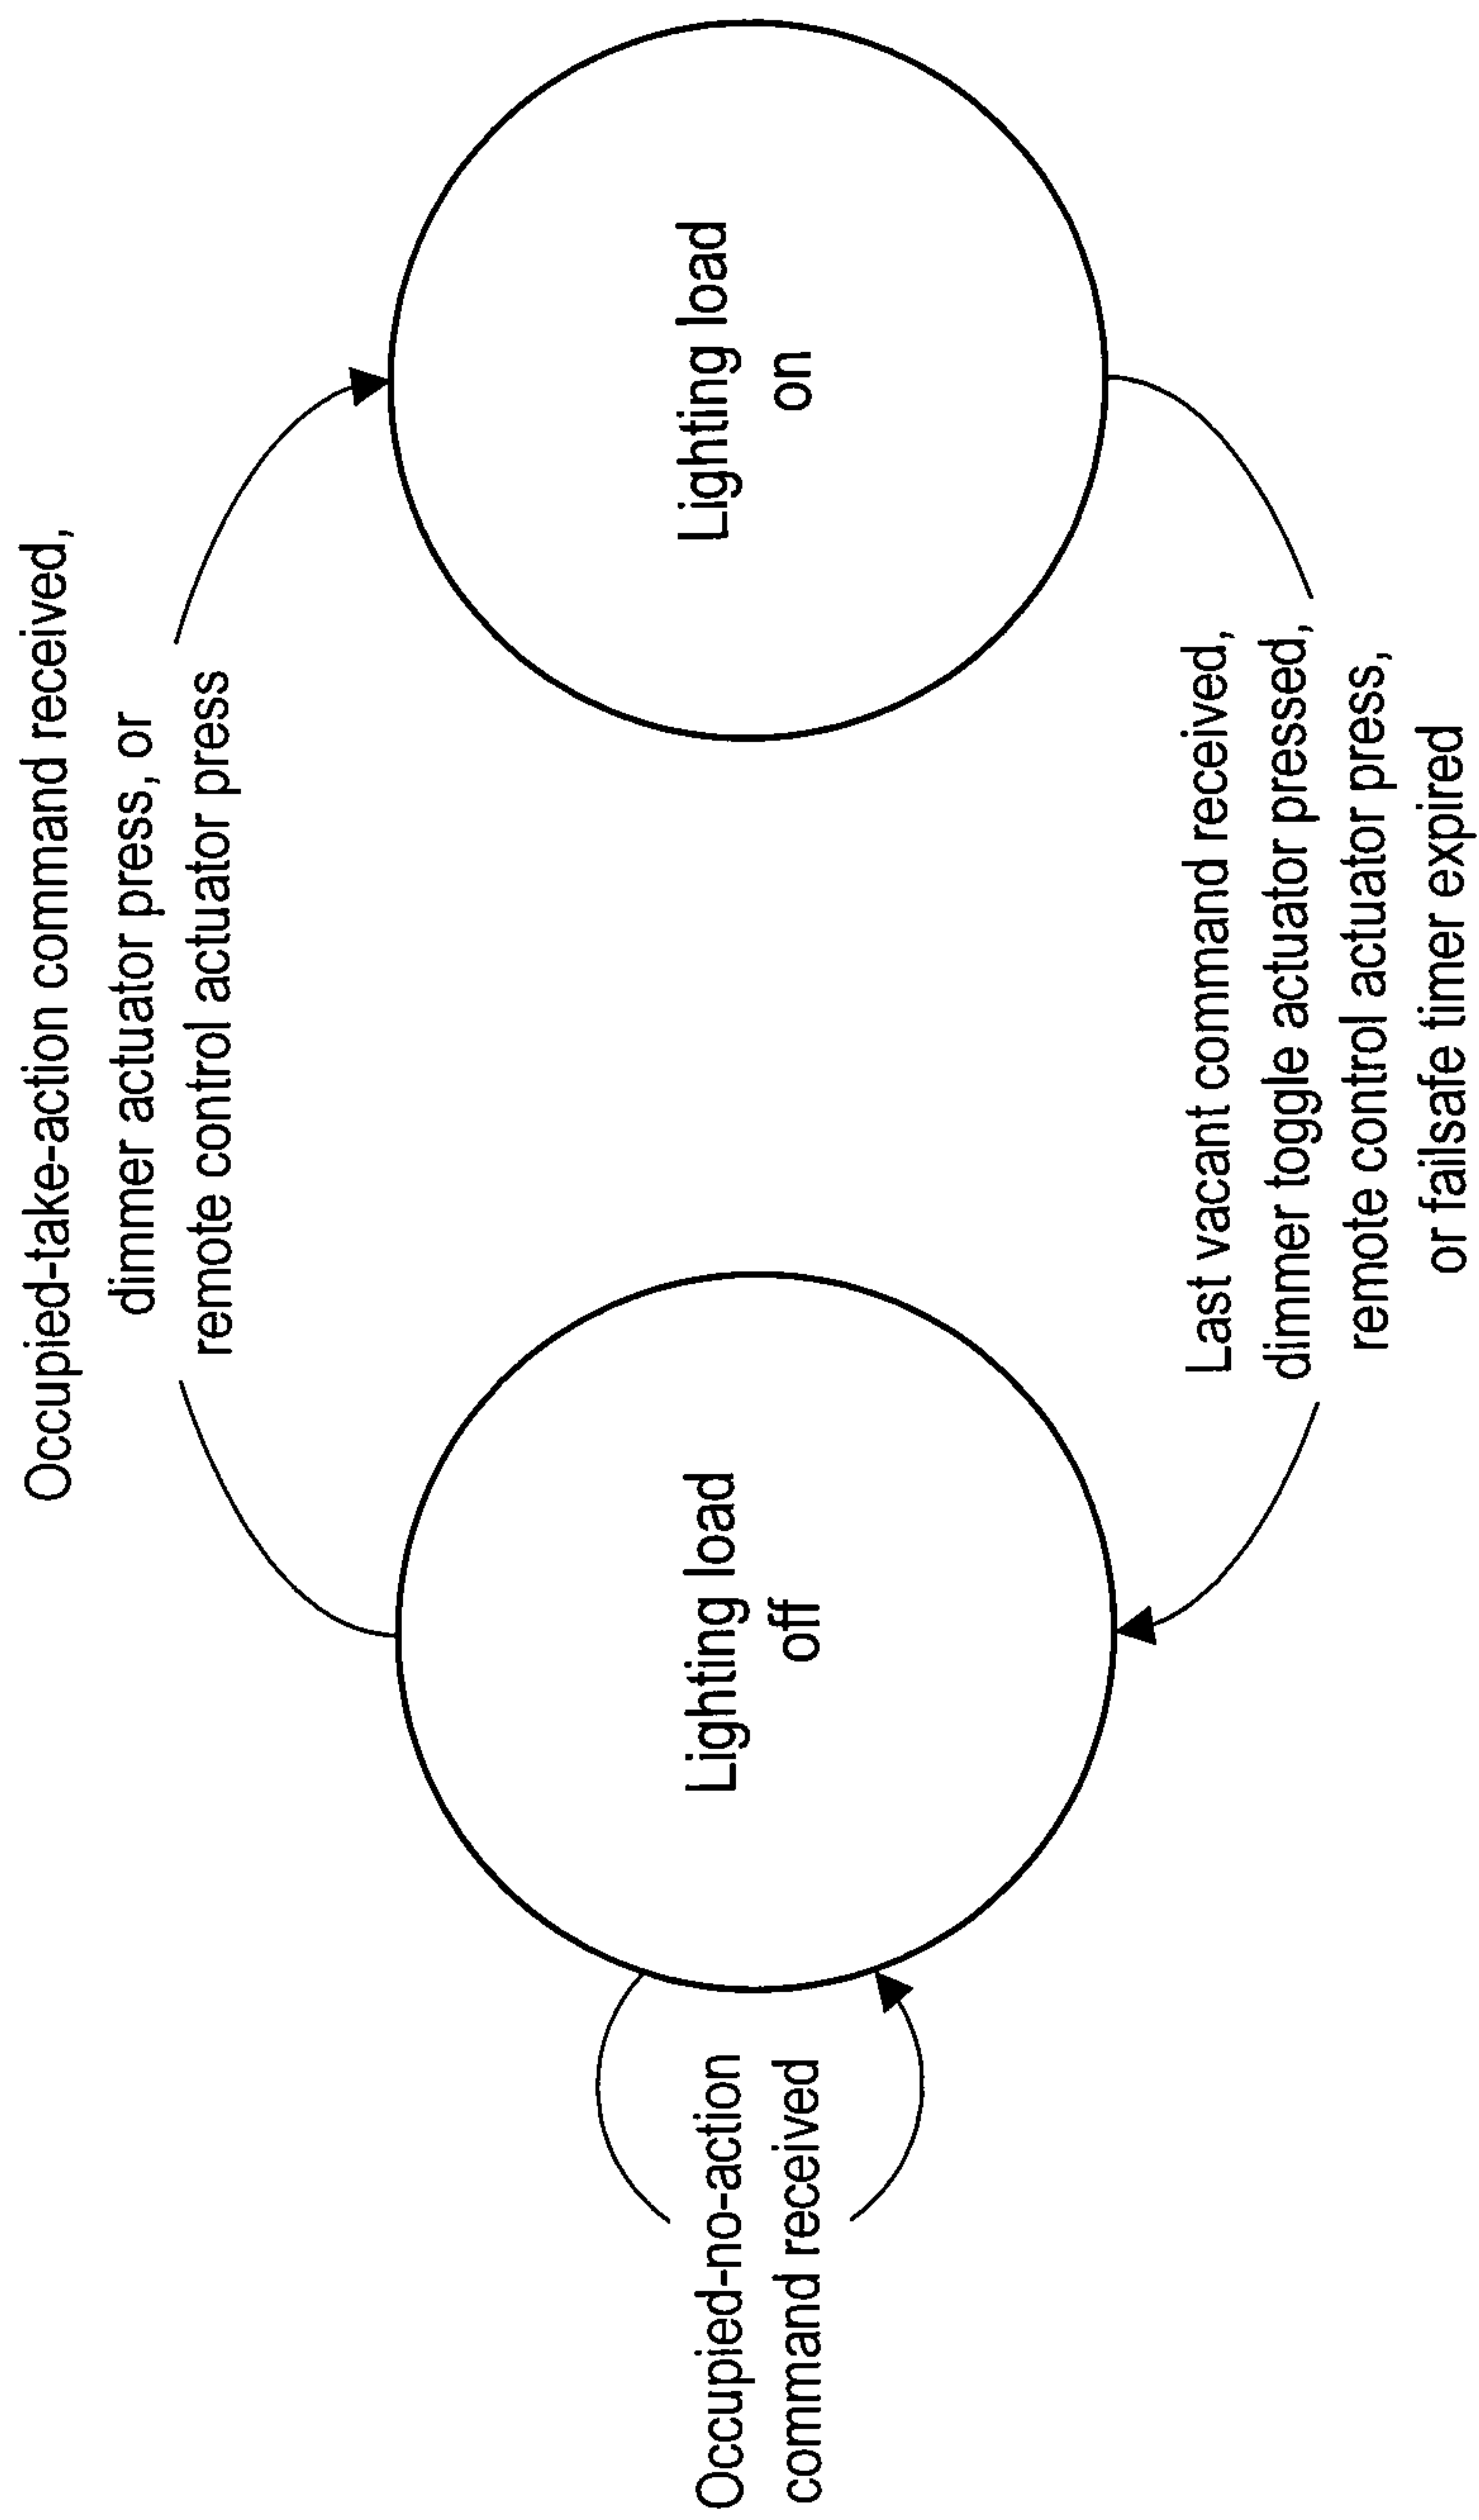 Occupied-take-action command received,
dimmer actuator press, or
remote control actuator press
Occupied-no-action
command received
Lighting load
off
Lighting load
on
Last vacant command received,
dimmer toggle actuator pressed,
remote control actuator press,
or failsafe timer expired